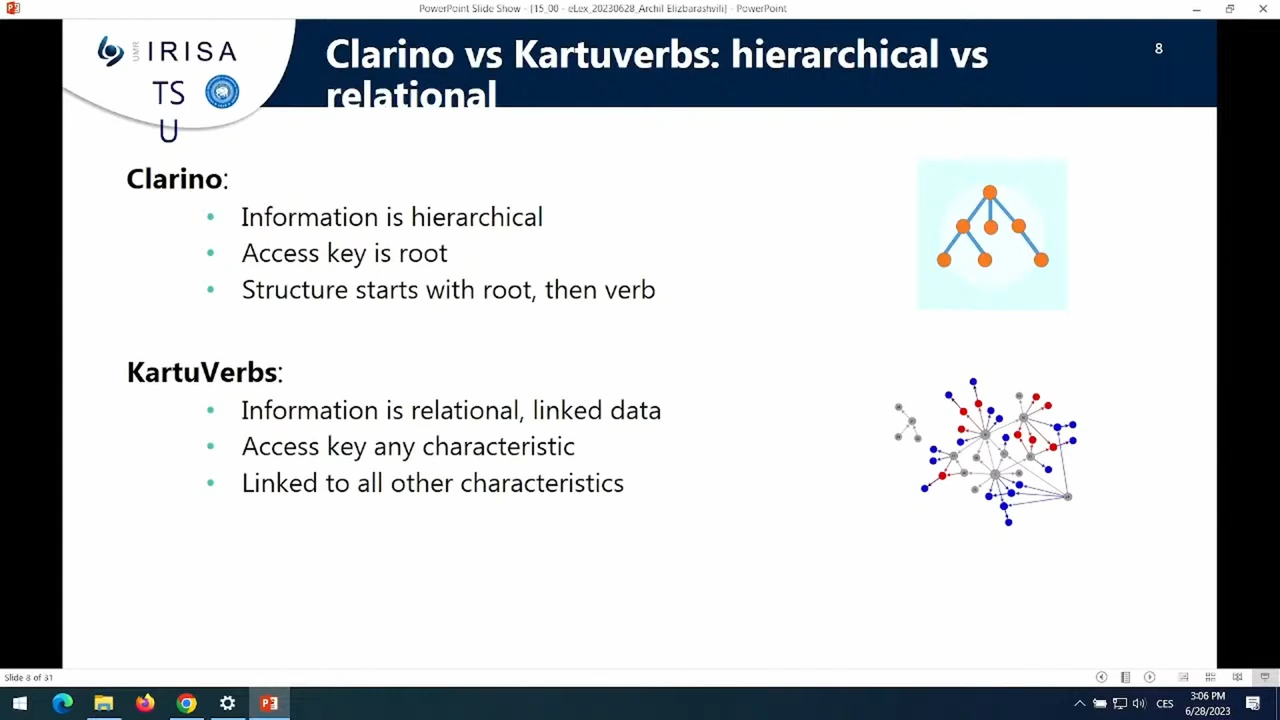 PowerPoint Slide Show - [15_00 - eLex_20230628_Archil Elizbarashvili] - PowerPoint
UMR IRISA
TS
U
Clarino vs Kartuverbs: hierarchical vs
relational
8
Clarino:
• Information is hierarchical
• Access key is root
• Structure starts with root, then verb
KartuVerbs:
• Information is relational, linked data
• Access key any characteristic
• Linked to all other characteristics
Slide 8 of 31
CES
3:06 PM
6/28/2023